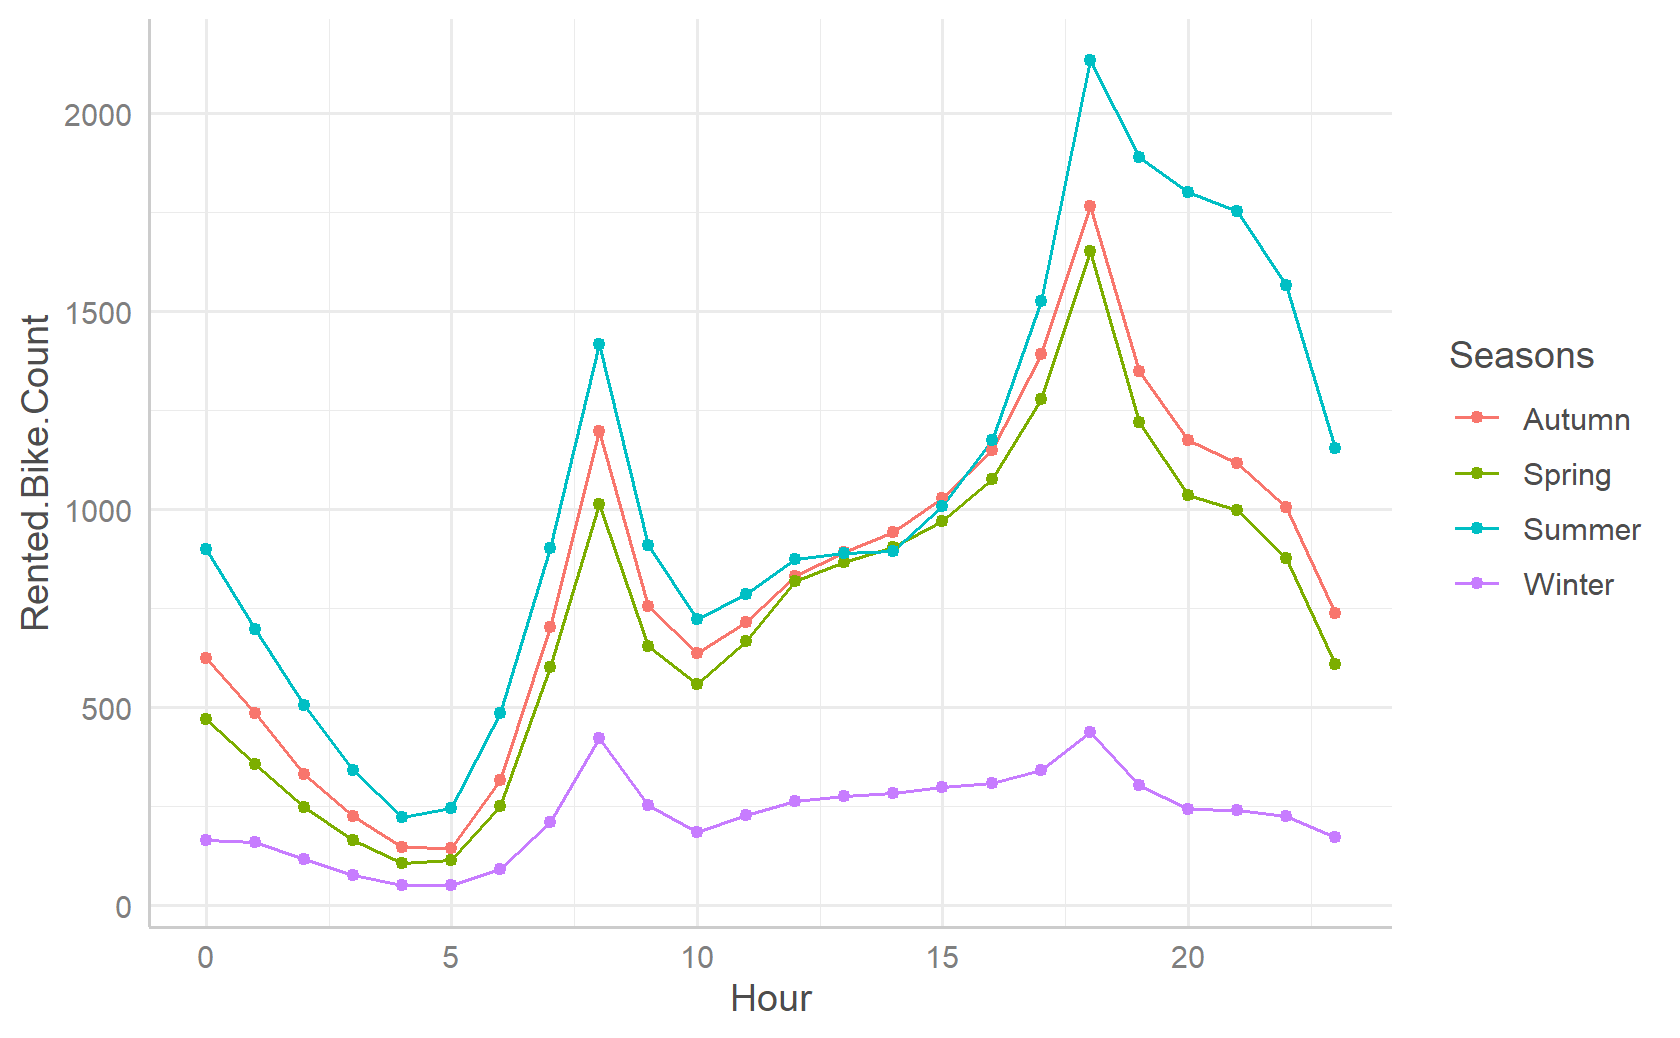 Rented.Bike.Count
2000
1500
1000
500
0
0 5 10 15 20
Hour
Seasons
Autumn
Spring
Summer
Winter